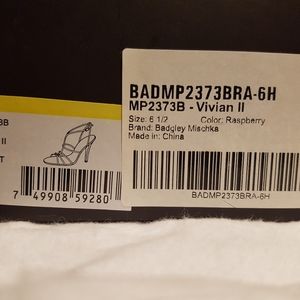 BADMP2373BRA-6H
MP2373B - Vivian II
Size: 6 1/2 Color: Raspberry
Brand: Badgley Mischka
Made in: China
BADMP2373BRA-6H
3B
II
T
7 49908 59280